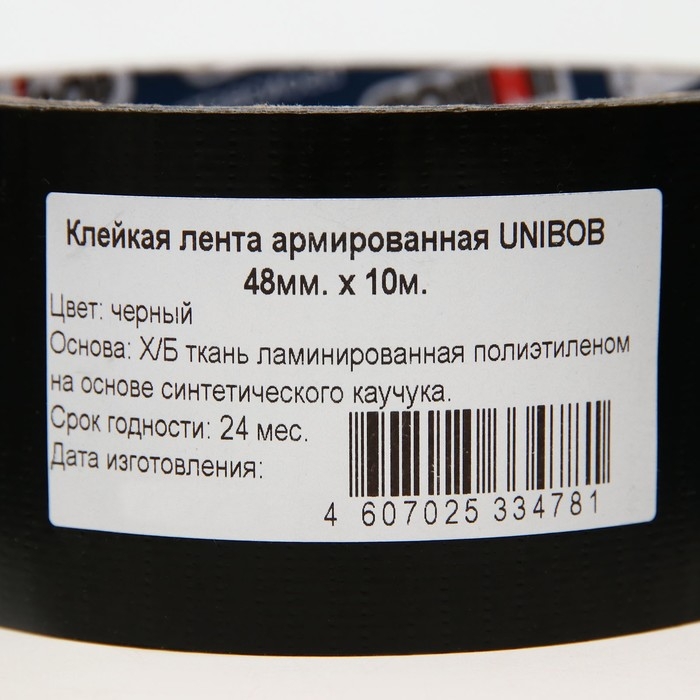 Клейкая лента армированная UNIBOB
48мм. х 10м.
Цвет: черный
Основа: Х/Б ткань ламинированная полиэтиленом
на основе синтетического каучука.
Срок годности: 24 мес.
Дата изготовления:
4 607025 334781